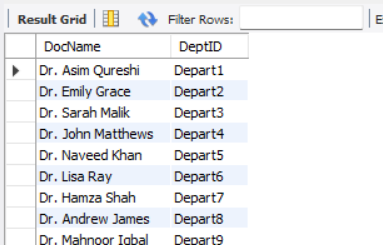 Result Grid Filter Rows: E
DocName DeptID
Dr. Asim Qureshi Depart1
Dr. Emily Grace Depart2
Dr. Sarah Malik Depart3
Dr. John Matthews Depart4
Dr. Naveed Khan Depart5
Dr. Lisa Ray Depart6
Dr. Hamza Shah Depart7
Dr. Andrew James Depart8
Dr. Mahnoor Iqbal Depart9